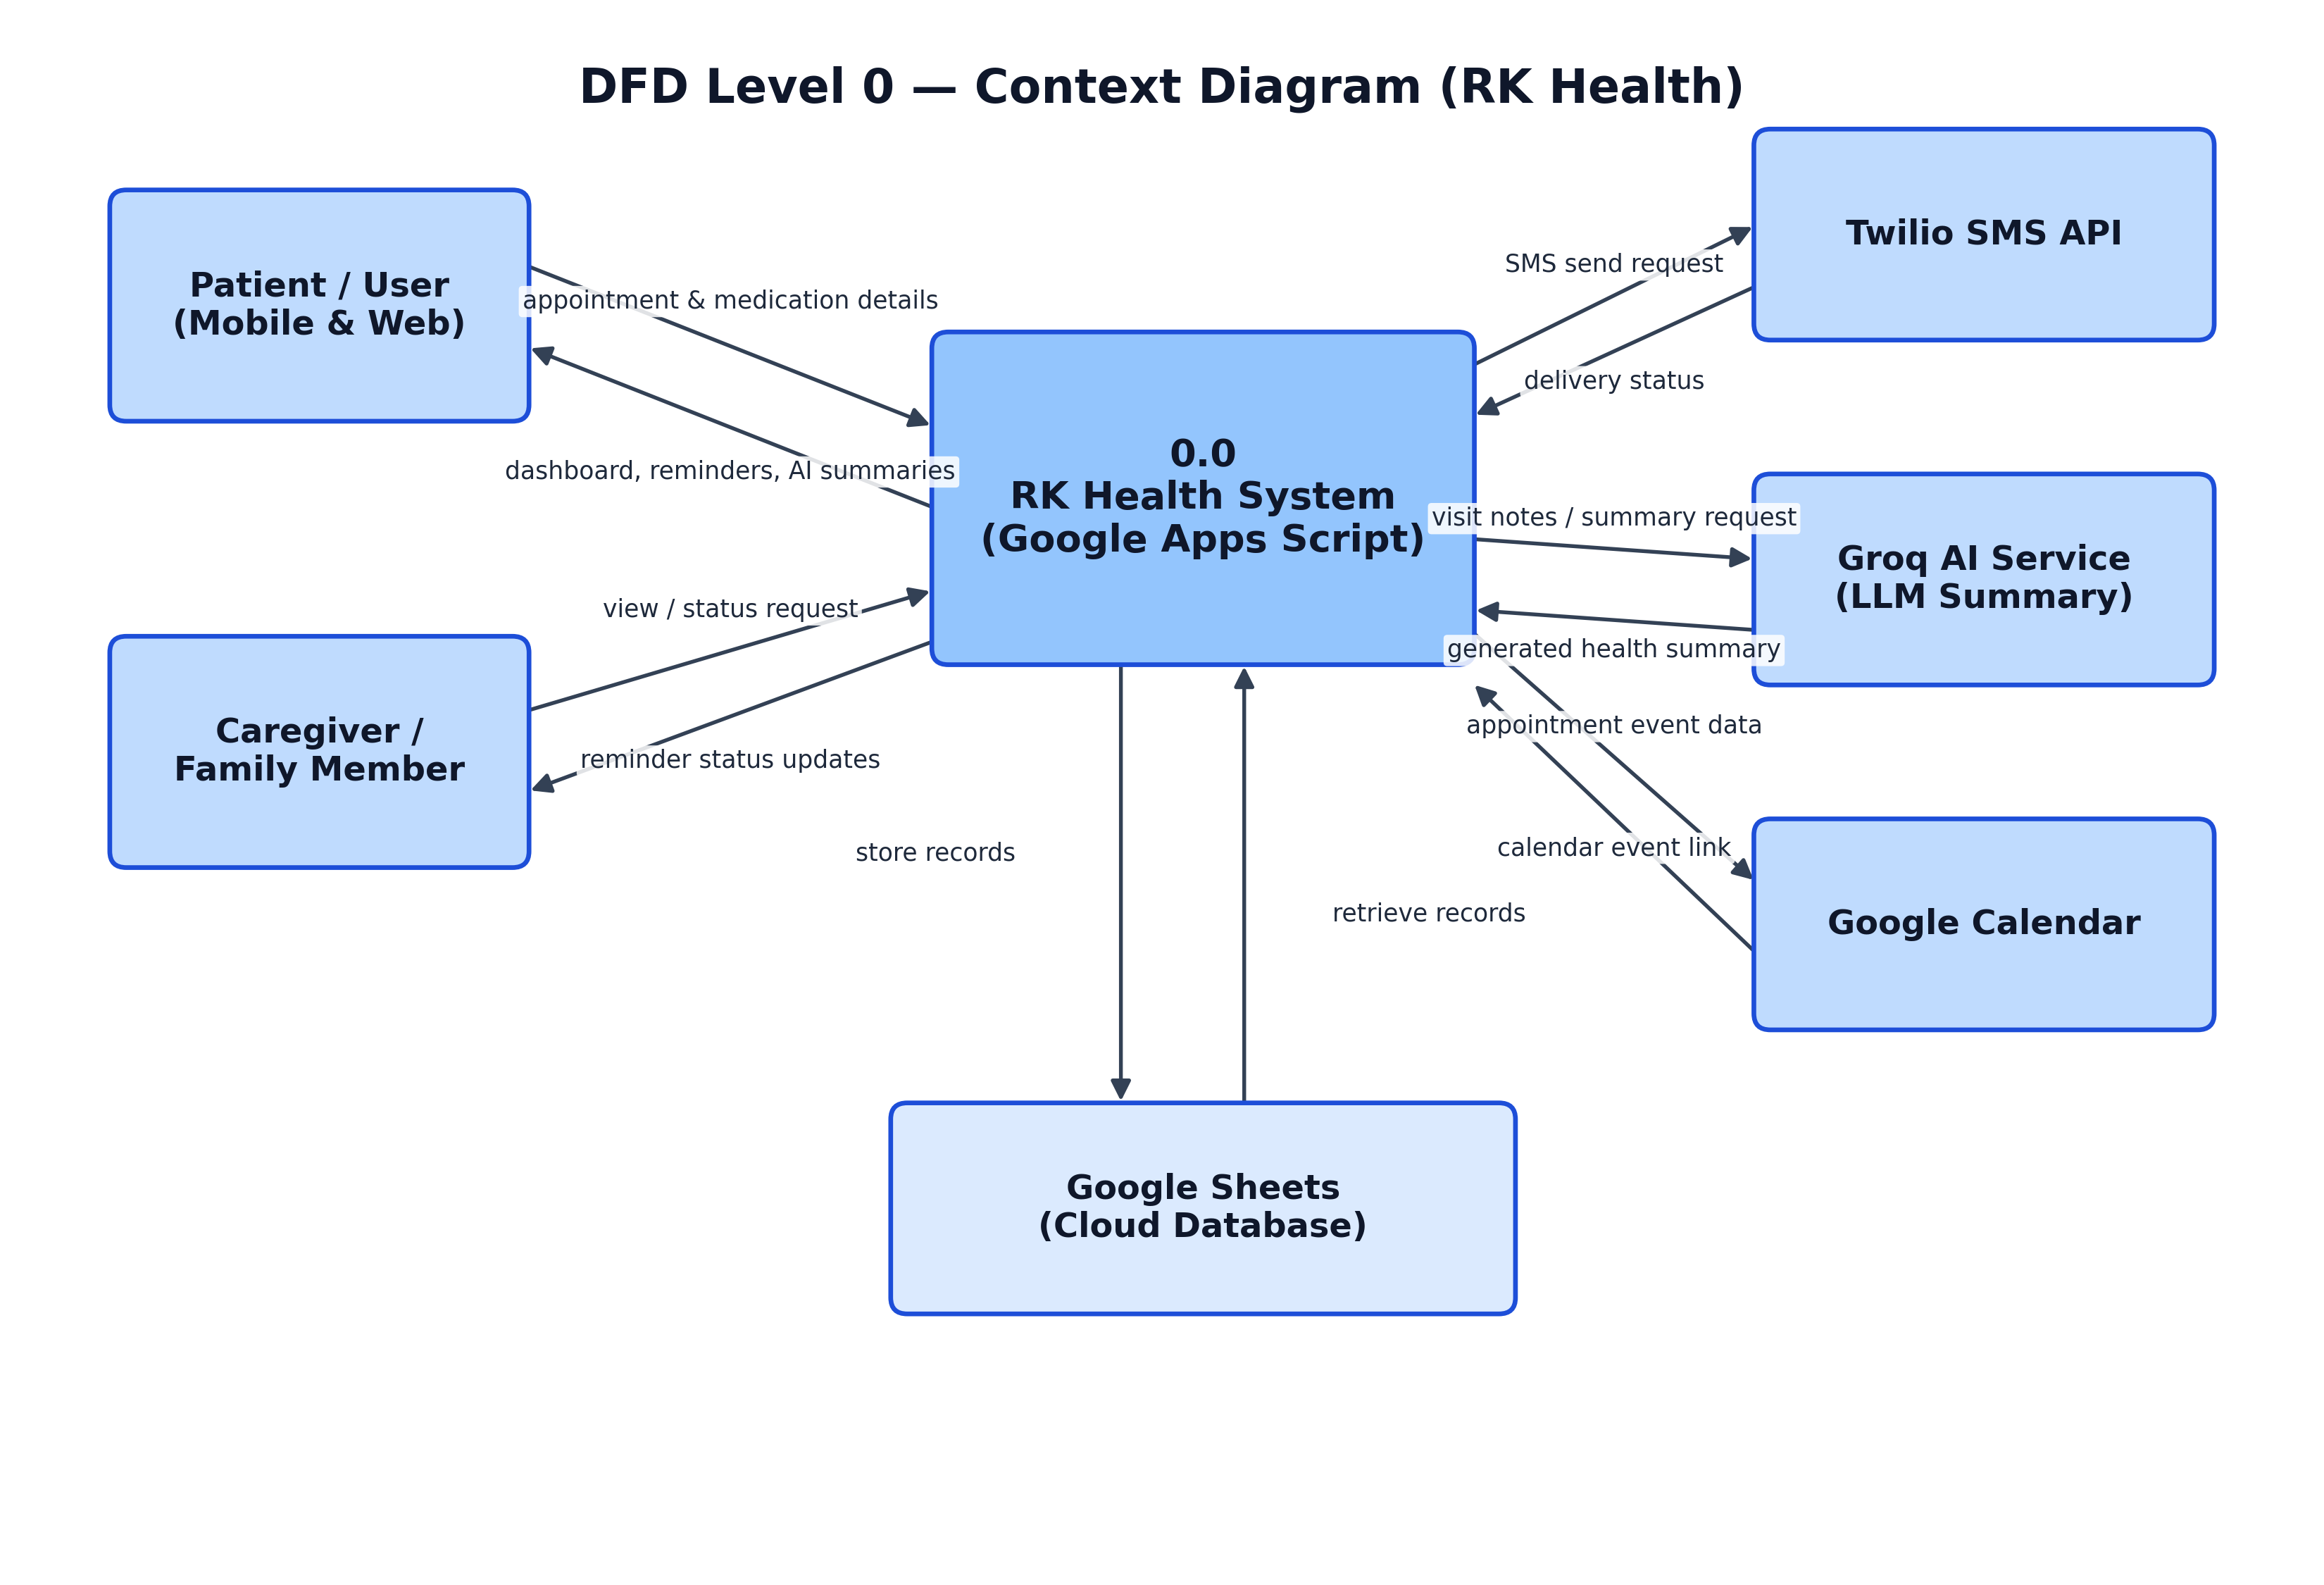 DFD Level 0 — Context Diagram (RK Health)
Twilio SMS API
Patient / User
(Mobile & Web)
SMS send request
appointment & medication details
delivery status
dashboard, reminders, AI summaries
0.0
RK Health System
(Google Apps Script)
visit notes / summary request
Groq AI Service
(LLM Summary)
view / status request
generated health summary
Caregiver /
Family Member
appointment event data
reminder status updates
calendar event link
store records
retrieve records
Google Calendar
Google Sheets
(Cloud Database)